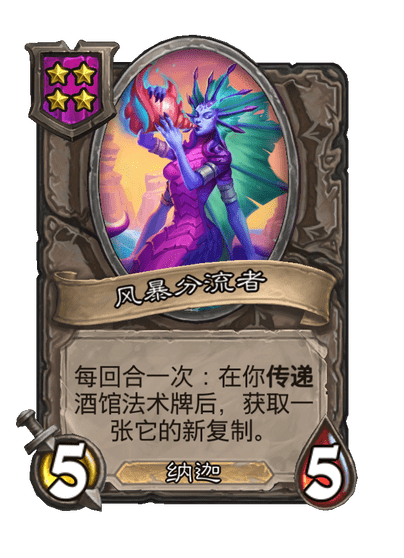 风暴分流者
每回合一次：在你传递
酒馆法术牌后，获取一
张它的新复制。
5
纳迦
5